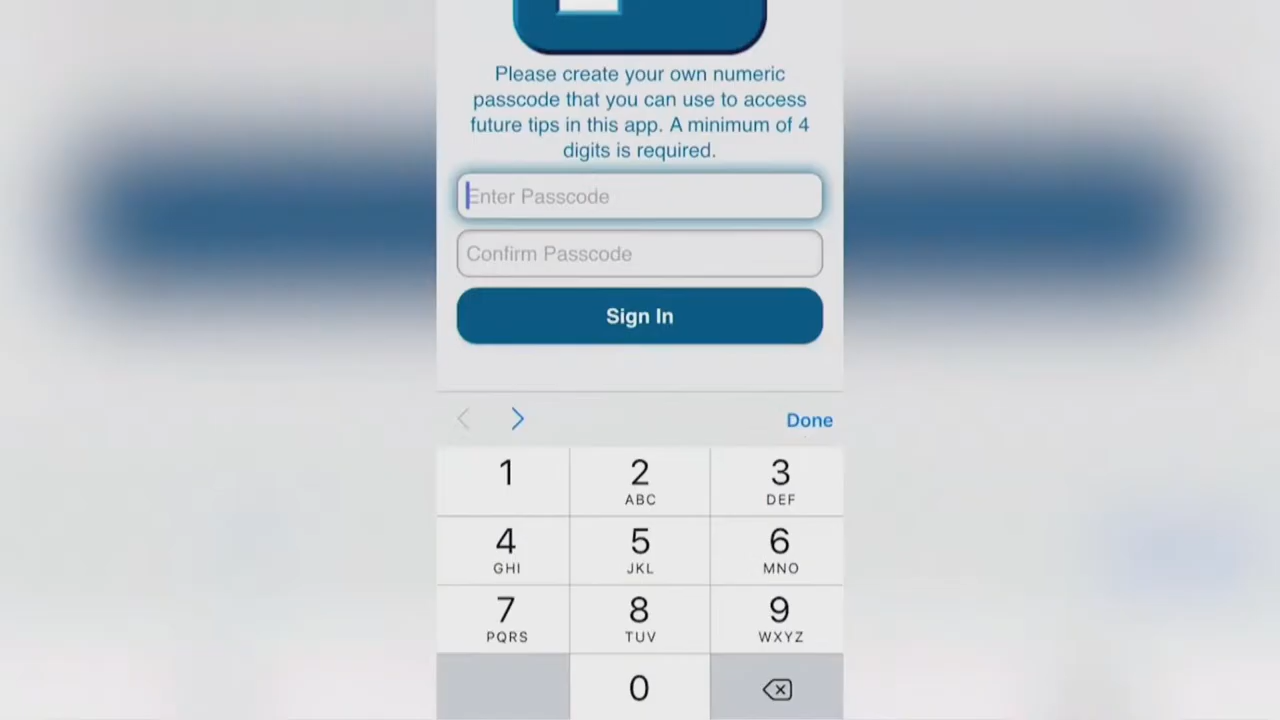 Please create your own numeric
passcode that you can use to access
future tips in this app. A minimum of 4
digits is required.
Enter Passcode
Confirm Passcode
Sign In
Done
1
2
3
ABC
DEF
4
5
6
GHI
JKL
MNO
7
8
9
PQRS
TUV
WXYZ
0